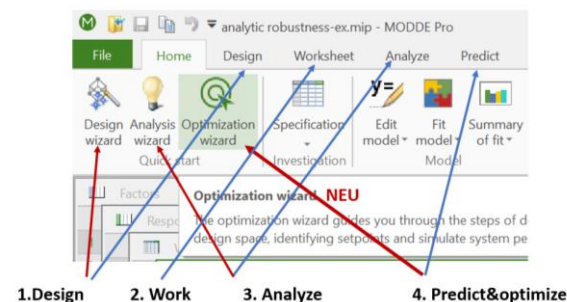 analytic robustness-ex.mip - MODDE Pro
File Home Design Worksheet Analyze Predict
Design wizard Analysis wizard Optimization wizard Specification Edit model Fit model Summary of fit
Quick start Investigation Model
Factors Optimization wizard NEU
Respo The optimization wizard guides you through the steps of d
design space, identifying setpoints and simulate system pe
1.Design 2. Work 3. Analyze 4. Predict&optimize